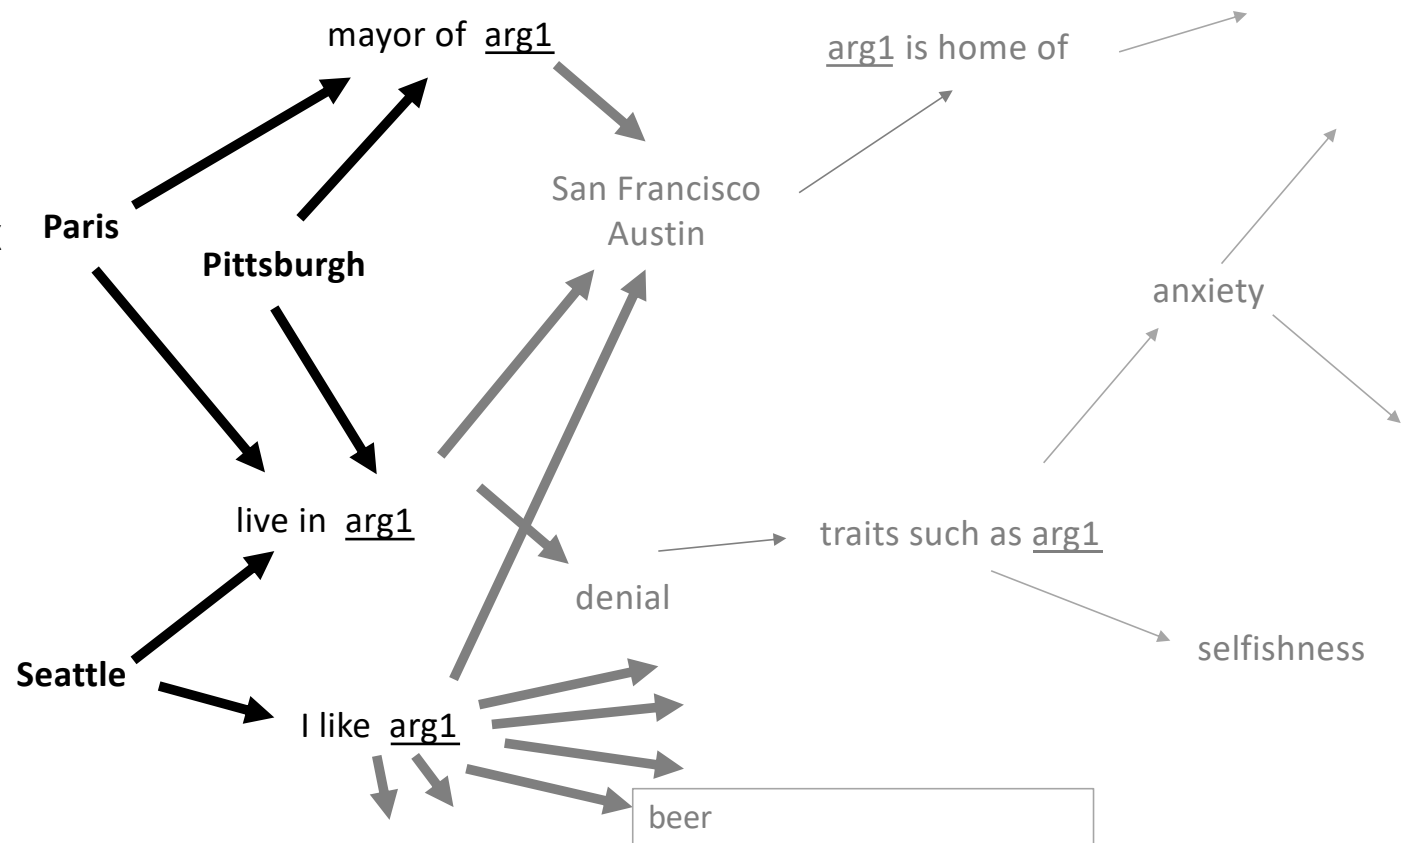 mayor of arg1
arg1 is home of
San Francisco
Austin
Paris
Pittsburgh
anxiety
live in arg1
traits such as arg1
denial
selfishness
Seattle
I like arg1
beer